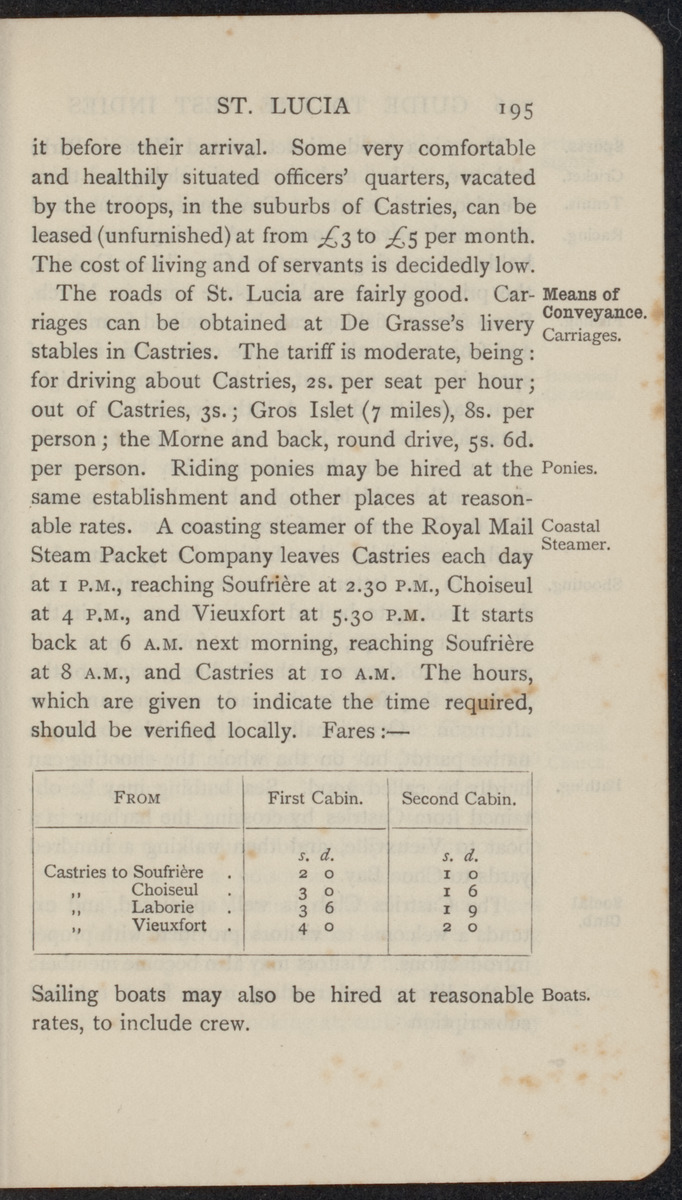 ST. LUCIA 195
it before their arrival. Some very comfortable
and healthily situated officers' quarters, vacated
by the troops, in the suburbs of Castries, can be
leased (unfurnished) at from £3 to £5 per month.
The cost of living and of servants is decidedly low.
The roads of St. Lucia are fairly good. Car-
Means of
Conveyance.
riages can be obtained at De Grasse's livery
Carriages.
stables in Castries. The tariff is moderate, being:
for driving about Castries, 2s. per seat per hour;
out of Castries, 3s.; Gros Islet (7 miles), 8s. per
person; the Morne and back, round drive, 5s. 6d.
per person. Riding ponies may be hired at the
Ponies.
same establishment and other places at reason-
able rates. A coasting steamer of the Royal Mail
Coastal
Steamer.
Steam Packet Company leaves Castries each day
at 1 P.M., reaching Soufrière at 2.30 P.M., Choiseul
at 4 P.M., and Vieuxfort at 5.30 P.M. It starts
back at 6 A.M. next morning, reaching Soufrière
at 8 A.M., and Castries at 10 A.M. The hours,
which are given to indicate the time required,
should be verified locally. Fares:—
FROM First Cabin. Second Cabin.
s. d. s. d.
Castries to Soufrière . 2 0 1 0
,, Choiseul . 3 0 1 6
,, Laborie . 3 6 1 9
,, Vieuxfort . 4 0 2 0
Sailing boats may also be hired at reasonable
Boats.
rates, to include crew.